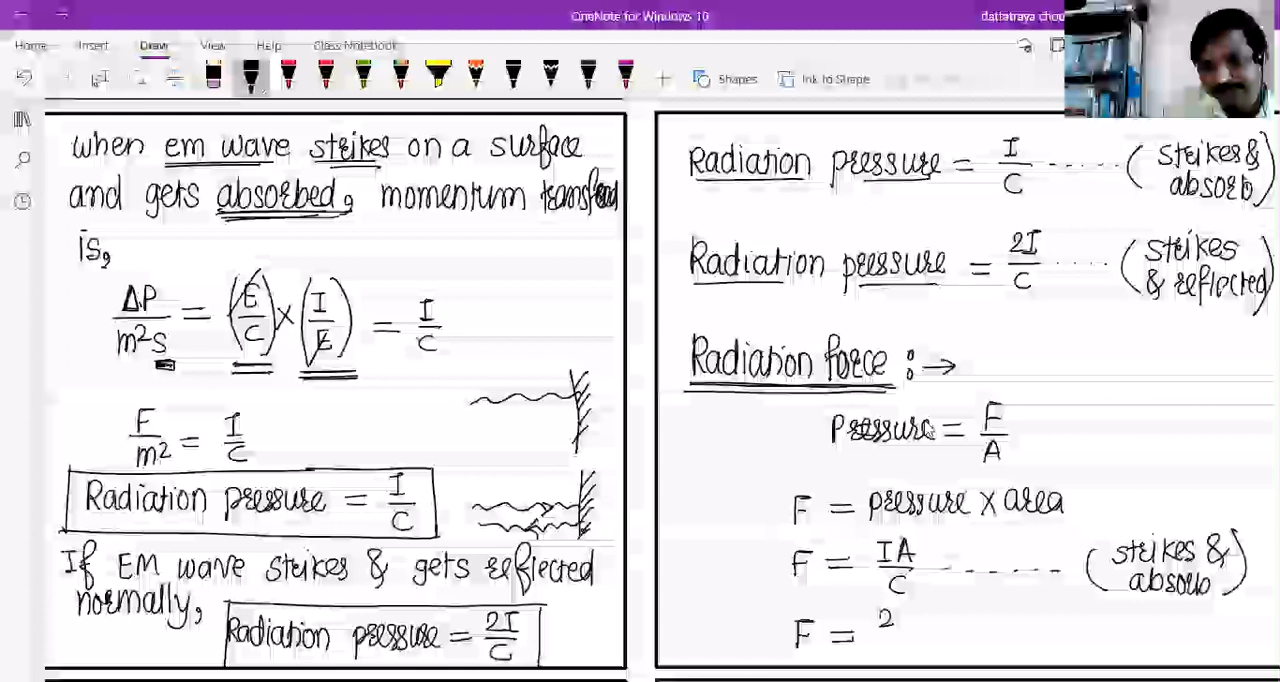 OneNote for Windows 10
dattatraya chou
Home Insert Draw View Help Class Notebook
Shapes Ink to Shape
when em wave strikes on a surface
and gets absorbed, momentum transfered
is,
ΔP/m²s = (E/C) × (I/E) = I/C
F/m² = I/C
Radiation pressure = I/C
If EM wave strikes & gets reflected
normally,
Radiation pressure = 2I/C
Radiation pressure = I/C ...... (strikes & absorb)
Radiation pressure = 2I/C ...... (strikes & reflected)
Radiation force :→
Pressure = F/A
F = pressure × area
F = IA/C -------- (strikes & absorb)
F = 2